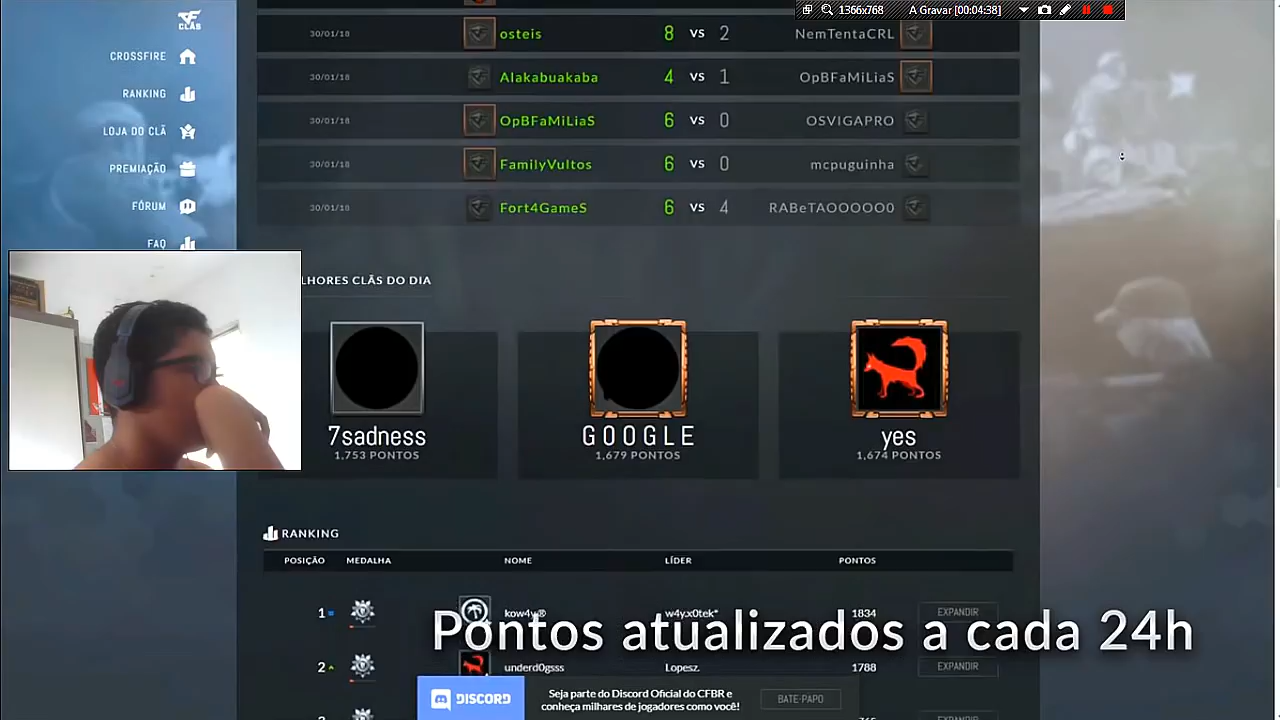 1366x768
A Gravar [00:04:38]
CLÃS
CROSSFIRE
RANKING
LOJA DO CLÃ
PREMIAÇÃO
FÓRUM
FAQ
30/01/18 osteis 8 VS 2 NemTentaCRL
30/01/18 Alakabuakaba 4 VS 1 OpBFaMiLiaS
30/01/18 OpBFaMiLiaS 6 VS 0 OSVIGAPRO
30/01/18 FamilyVultos 6 VS 0 mcpuguinha
30/01/18 Fort4GameS 6 VS 4 RABeTAOOOOO0
LHORES CLÃS DO DIA
7sadness
1,753 PONTOS
GOOGLE
1,679 PONTOS
yes
1,674 PONTOS
RANKING
POSIÇÃO MEDALHA NOME LÍDER PONTOS
1 kow4y® w4y.x0tek* 1834 EXPANDIR
Pontos atualizados a cada 24h
2 underd0gsss Lopesz. 1788 EXPANDIR
DISCORD
Seja parte do Discord Oficial do CFBR e
conheça milhares de jogadores como você!
BATE-PAPO